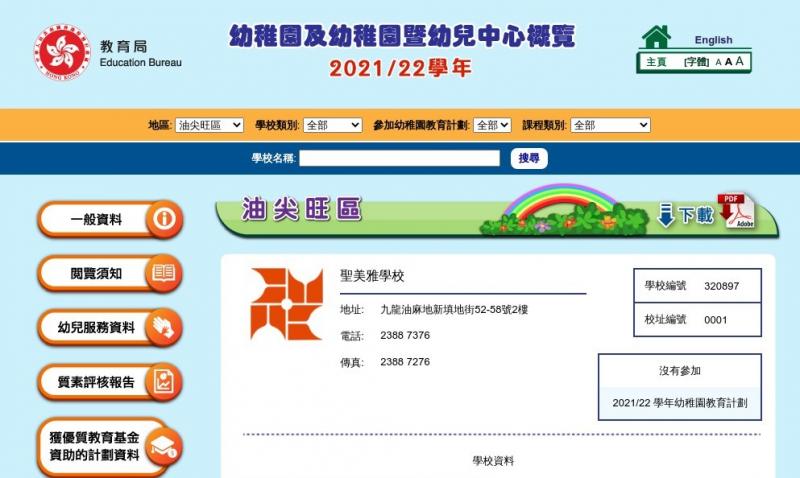 教育局
Education Bureau
幼稚園及幼稚園暨幼兒中心概覽
2021/22學年
English
主頁 [字體] A A A
地區: 油尖旺區 學校類別: 全部 參加幼稚園教育計劃: 全部 課程類別: 全部
學校名稱: 搜尋
一般資料
閱覽須知
幼兒服務資料
質素評核報告
獲優質教育基金
資助的計劃資料
油尖旺區
下載
PDF
Adobe
聖美雅學校
地址: 九龍油麻地新填地街52-58號2樓
電話: 2388 7376
傳真: 2388 7276
學校編號 320897
校址編號 0001
沒有參加
2021/22 學年幼稚園教育計劃
學校資料